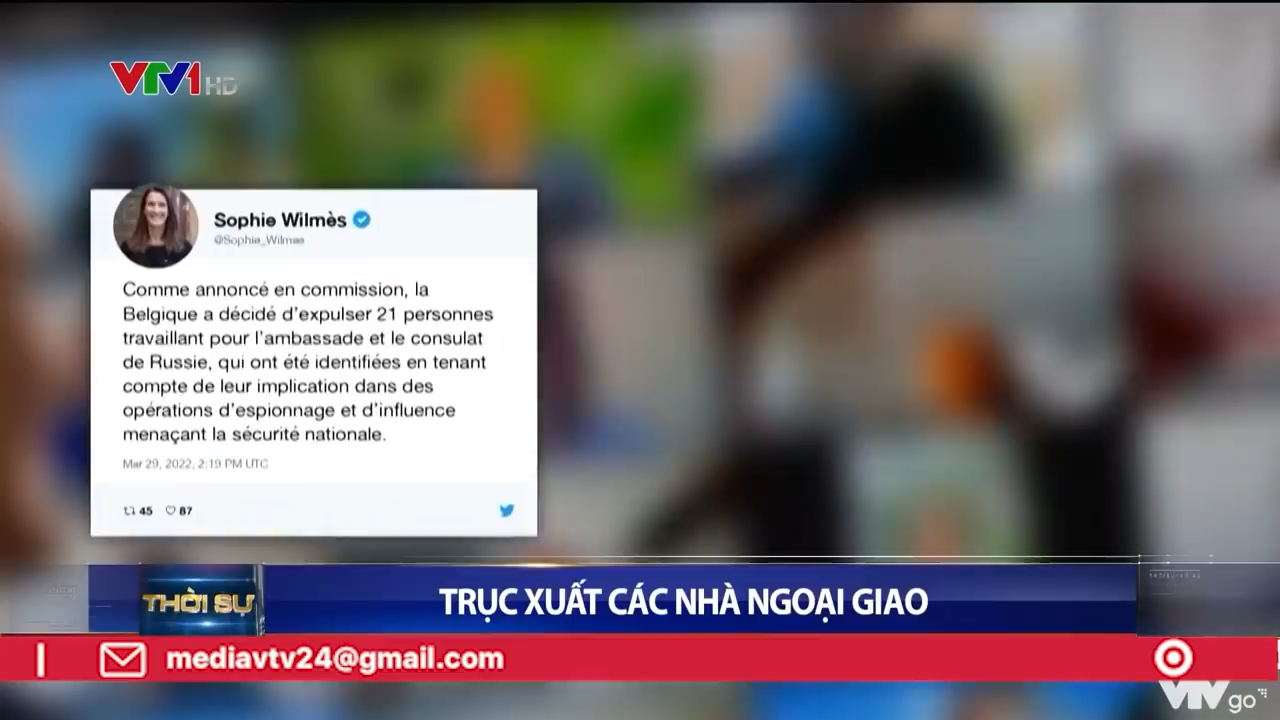 VTV1 HD
Sophie Wilmès
@Sophie_Wilmes
Comme annoncé en commission, la
Belgique a décidé d'expulser 21 personnes
travaillant pour l'ambassade et le consulat
de Russie, qui ont été identifiées en tenant
compte de leur implication dans des
opérations d'espionnage et d'influence
menaçant la sécurité nationale.
Mar 29, 2022, 2:19 PM UTC
45 87
THỜI SỰ
TRỤC XUẤT CÁC NHÀ NGOẠI GIAO
mediavtv24@gmail.com
VTV go